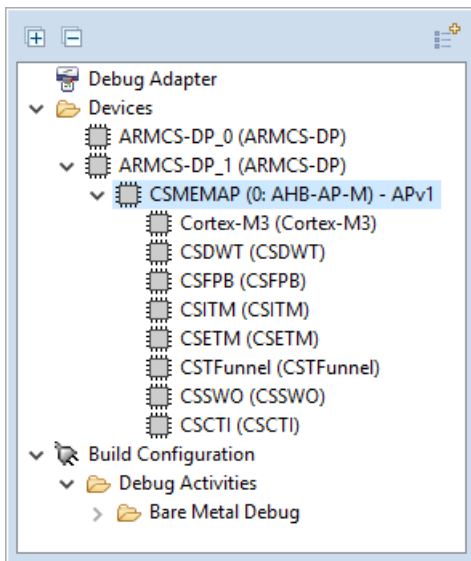 Debug Adapter
Devices
ARMCS-DP_0 (ARMCS-DP)
ARMCS-DP_1 (ARMCS-DP)
CSMEMAP (0: AHB-AP-M) - APv1
Cortex-M3 (Cortex-M3)
CSDWT (CSDWT)
CSFPB (CSFPB)
CSITM (CSITM)
CSETM (CSETM)
CSTFunnel (CSTFunnel)
CSSWO (CSSWO)
CSCTI (CSCTI)
Build Configuration
Debug Activities
Bare Metal Debug